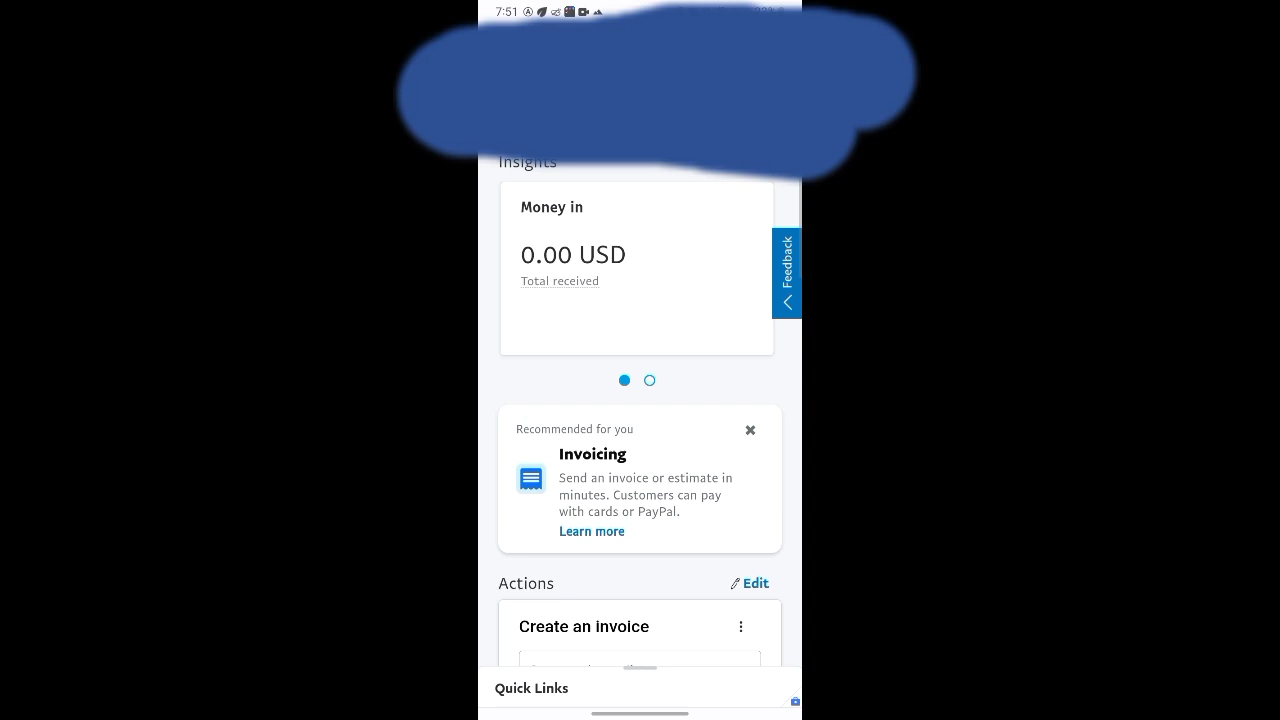 7:51
Insights
Money in
0.00 USD
Total received
Feedback
Recommended for you
Invoicing
Send an invoice or estimate in
minutes. Customers can pay
with cards or PayPal.
Learn more
Actions
Edit
Create an invoice
Quick Links